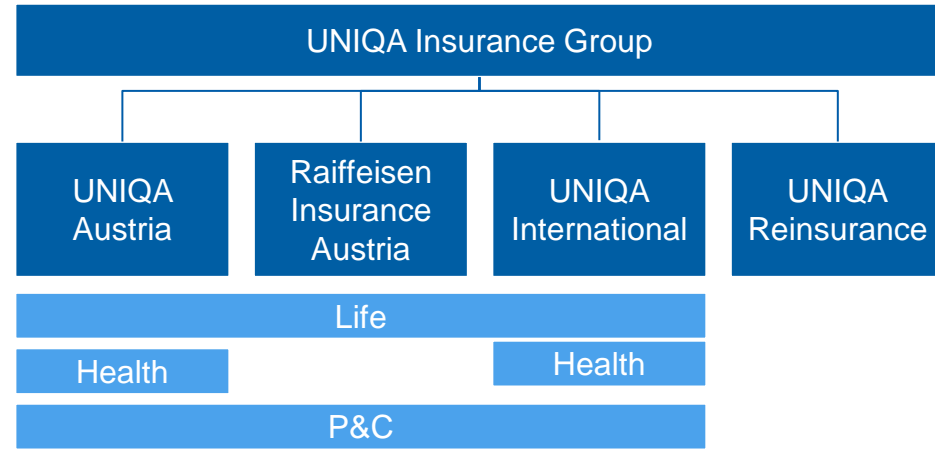 UNIQA Insurance Group
UNIQA
Austria
Raiffeisen
Insurance
Austria
UNIQA
International
UNIQA
Reinsurance
Life
Health
Health
P&C